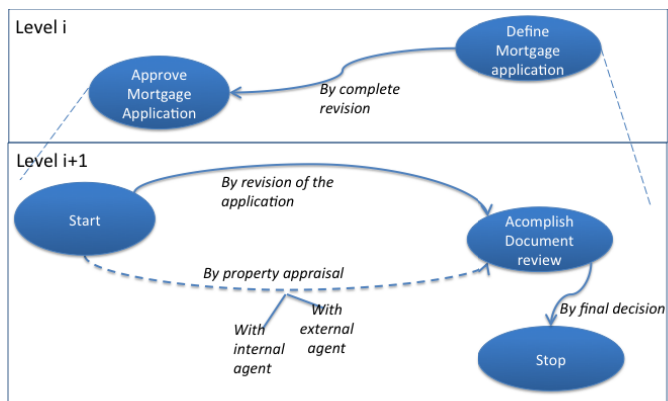 Level i
Define
Mortgage
application
Approve
Mortgage
Application
By complete
revision
Level i+1
By revision of the
application
Start
Acomplish
Document
review
By property appraisal
With
internal
agent
With
external
agent
By final decision
Stop